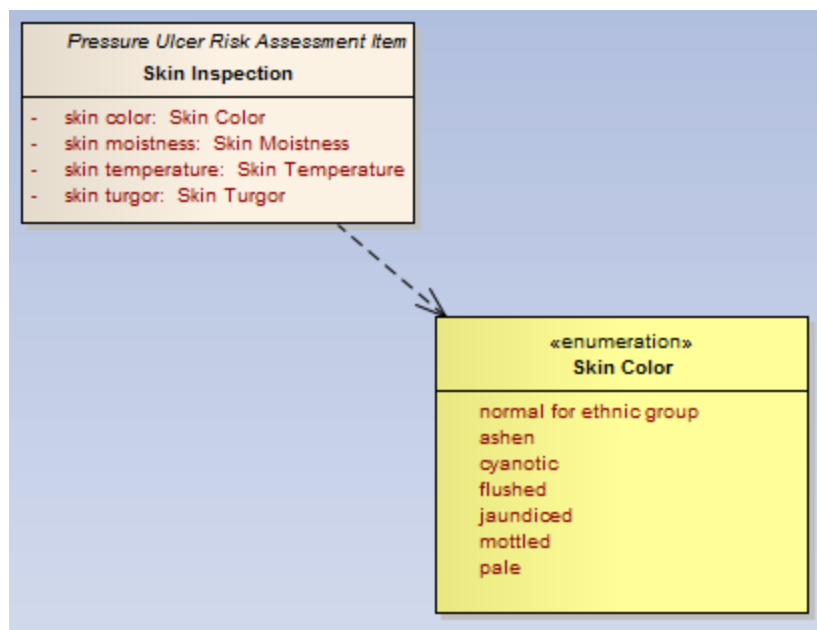 Pressure Ulcer Risk Assessment Item
Skin Inspection
- skin color: Skin Color
- skin moistness: Skin Moistness
- skin temperature: Skin Temperature
- skin turgor: Skin Turgor
«enumeration»
Skin Color
normal for ethnic group
ashen
cyanotic
flushed
jaundiced
mottled
pale